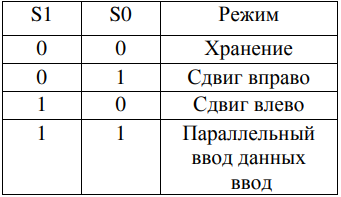 S1 S0 Режим
0 0 Хранение
0 1 Сдвиг вправо
1 0 Сдвиг влево
1 1 Параллельный
ввод данных
ввод